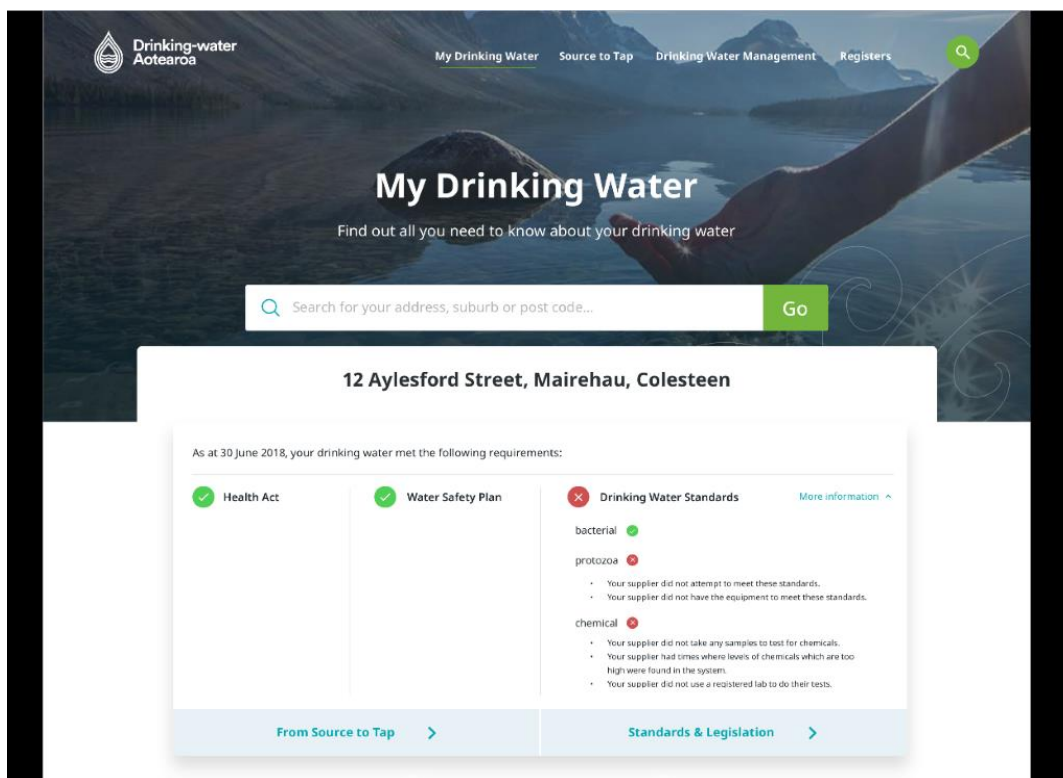 Drinking-water
Aotearoa
My Drinking Water Source to Tap Drinking Water Management Registers
My Drinking Water
Find out all you need to know about your drinking water
Search for your address, suburb or post code...
Go
12 Aylesford Street, Mairehau, Colesteen
As at 30 June 2018, your drinking water met the following requirements:
Health Act
Water Safety Plan
Drinking Water Standards
More information
bacterial
protozoa
• Your supplier did not attempt to meet these standards.
• Your supplier did not have the equipment to meet these standards.
chemical
• Your supplier did not take any samples to test for chemicals.
• Your supplier had times where levels of chemicals which are too
high were found in the system.
• Your supplier did not use a registered lab to do their tests.
From Source to Tap
Standards & Legislation